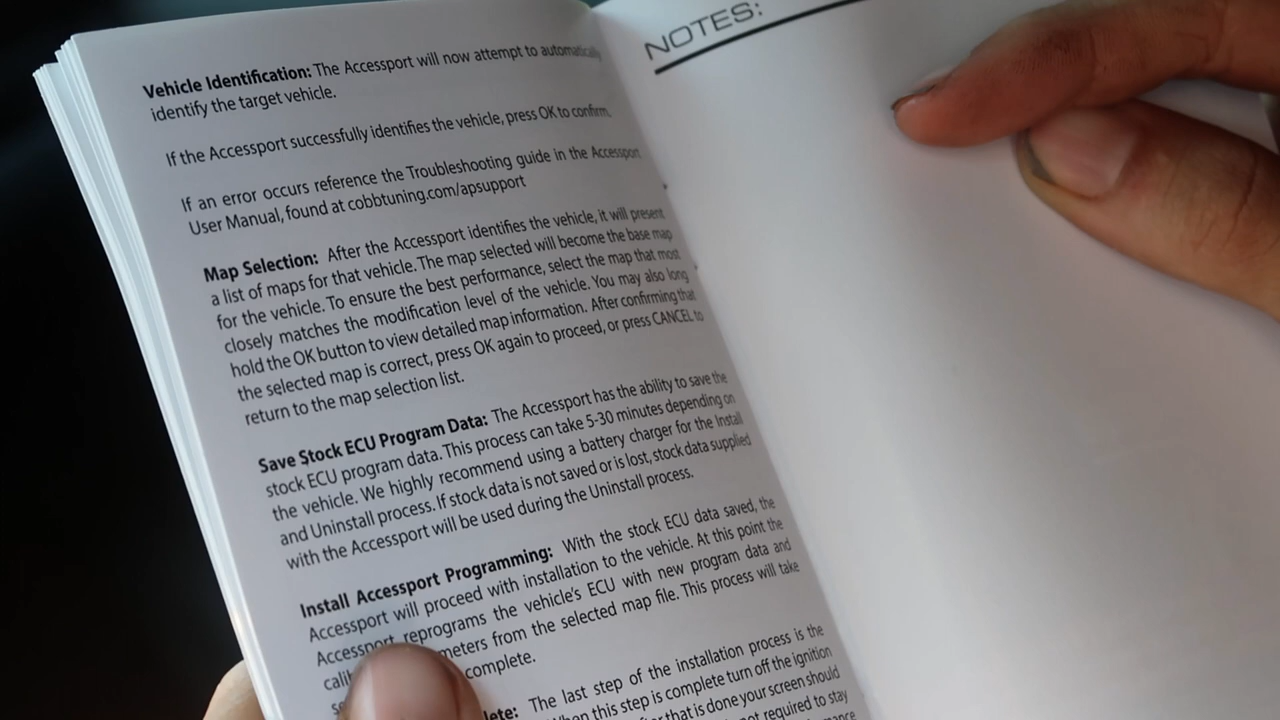 Vehicle Identification: The Accessport will now attempt to automatically
identify the target vehicle.
If the Accessport successfully identifies the vehicle, press OK to confirm.
If an error occurs reference the Troubleshooting guide in the Accessport
User Manual, found at cobbtuning.com/apsupport
Map Selection: After the Accessport identifies the vehicle, it will present
a list of maps for that vehicle. The map selected will become the base map
for the vehicle. To ensure the best performance, select the map that most
closely matches the modification level of the vehicle. You may also long
hold the OK button to view detailed map information. After confirming that
the selected map is correct, press OK again to proceed, or press CANCEL to
return to the map selection list.
Save Stock ECU Program Data: The Accessport has the ability to save the
stock ECU program data. This process can take 5-30 minutes depending on
the vehicle. We highly recommend using a battery charger for the Install
and Uninstall process. If stock data is not saved or is lost, stock data supplied
with the Accessport will be used during the Uninstall process.
Install Accessport Programming: With the stock ECU data saved, the
Accessport will proceed with installation to the vehicle. At this point the
Accessport reprograms the vehicle's ECU with new program data and
meters from the selected map file. This process will take
complete.
The last step of the installation process is the
When this step is complete turn off the ignition
that is done your screen should
not required to stay
NOTES: